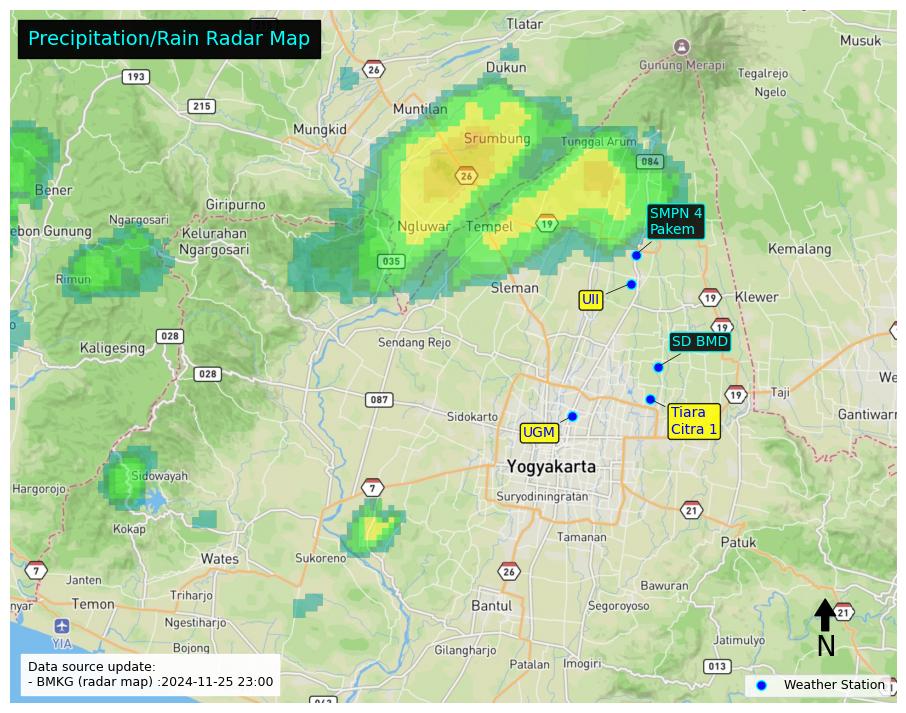 Precipitation/Rain Radar Map
Tlatar
Musuk
26
Dukun
Gunung Merapi
193
Tegalrejo
Ngelo
215
Muntilan
Mungkid
Srumbung
Tunggal Arum
084
26
Bener
Giripurno
SMPN 4
Pakem
Ngargosari
ebon Gunung
Kelurahan
Ngargosari
Ngluwar
Tempel
19
Kemalang
035
Rimun
Sleman
UII
19
Klewer
19
028
Kaligesing
Sendang Rejo
SD BMD
028
087
19
Taji
We
Sidokarto
Tiara
Citra 1
Gantiwarn
UGM
Yogyakarta
Sidowayah
Hargorojo
7
Suryodiningratan
21
Kokap
Tamanan
Patuk
Wates
Sukoreno
7
26
Janten
Bawuran
nyar
Temon
Triharjo
Bantul
Segoroyoso
21
Ngestiharjo
YIA
N
Bojong
Gilangharjo
Jatimulyo
Patalan
Imogiri
013
Data source update:
- BMKG (radar map) :2024-11-25 23:00
Weather Station